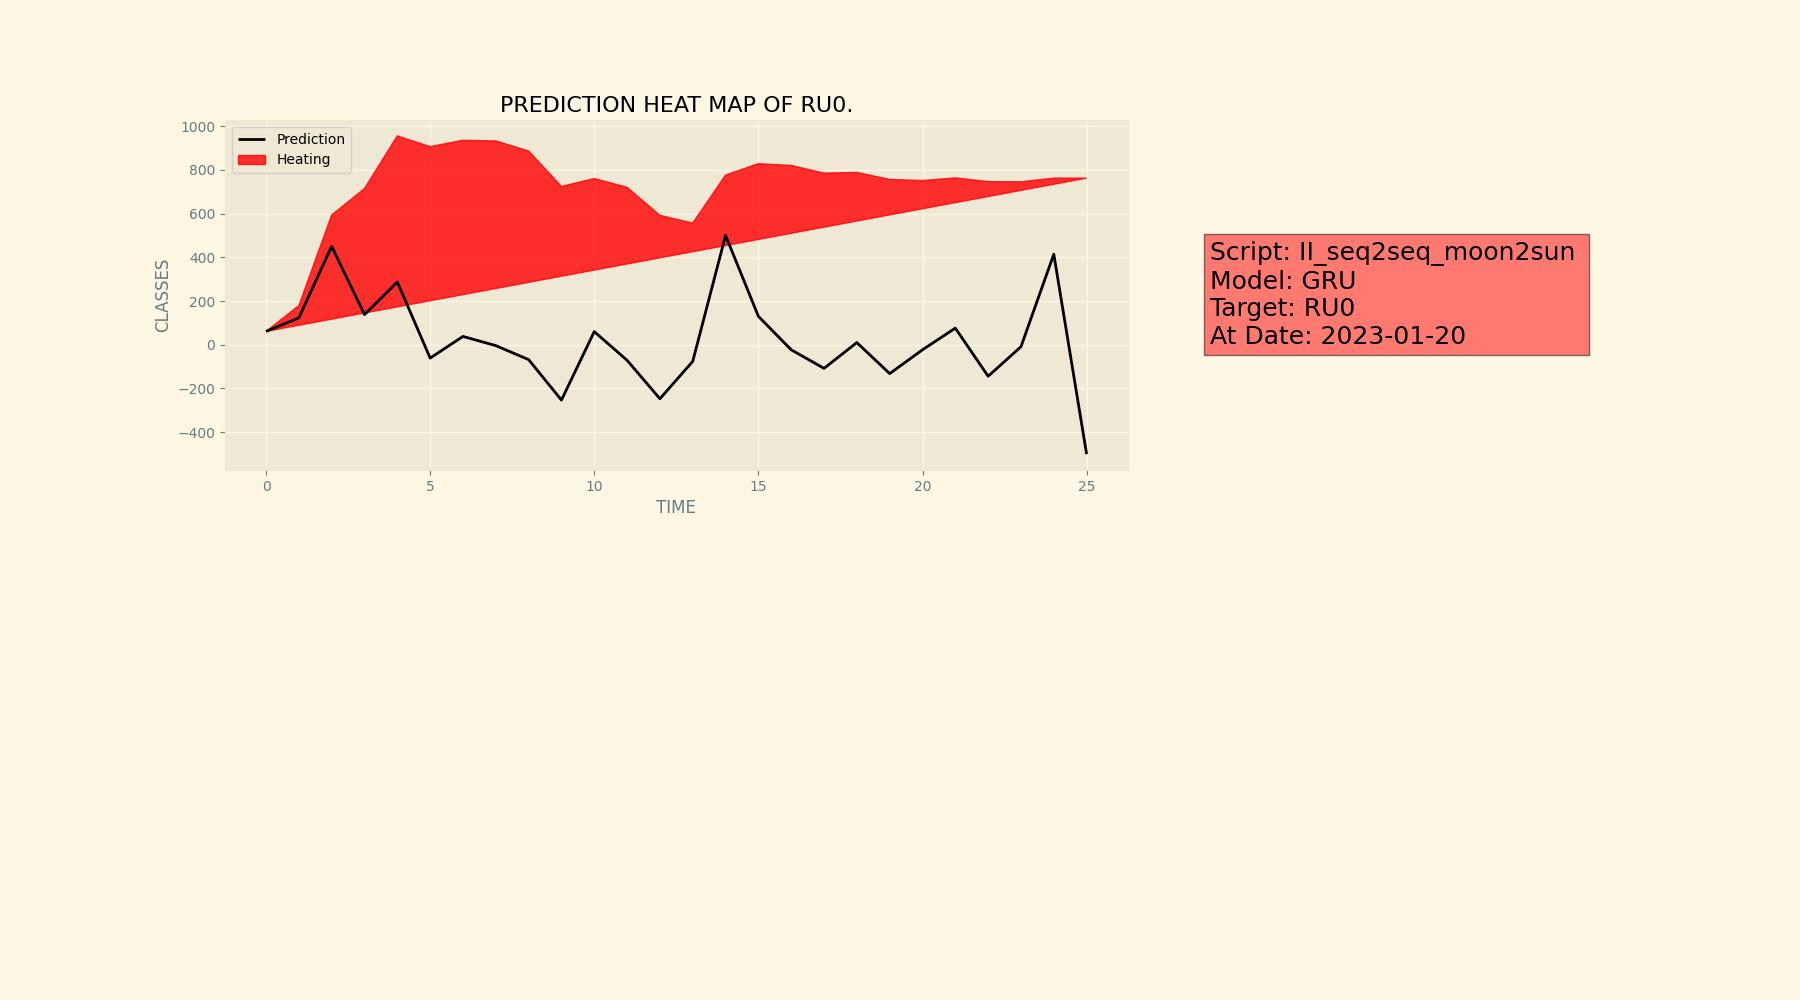 PREDICTION HEAT MAP OF RU0.
Prediction
Heating
1000
800
600
400
200
0
−200
−400
CLASSES
0 5 10 15 20 25
TIME
Script: II_seq2seq_moon2sun
Model: GRU
Target: RU0
At Date: 2023-01-20